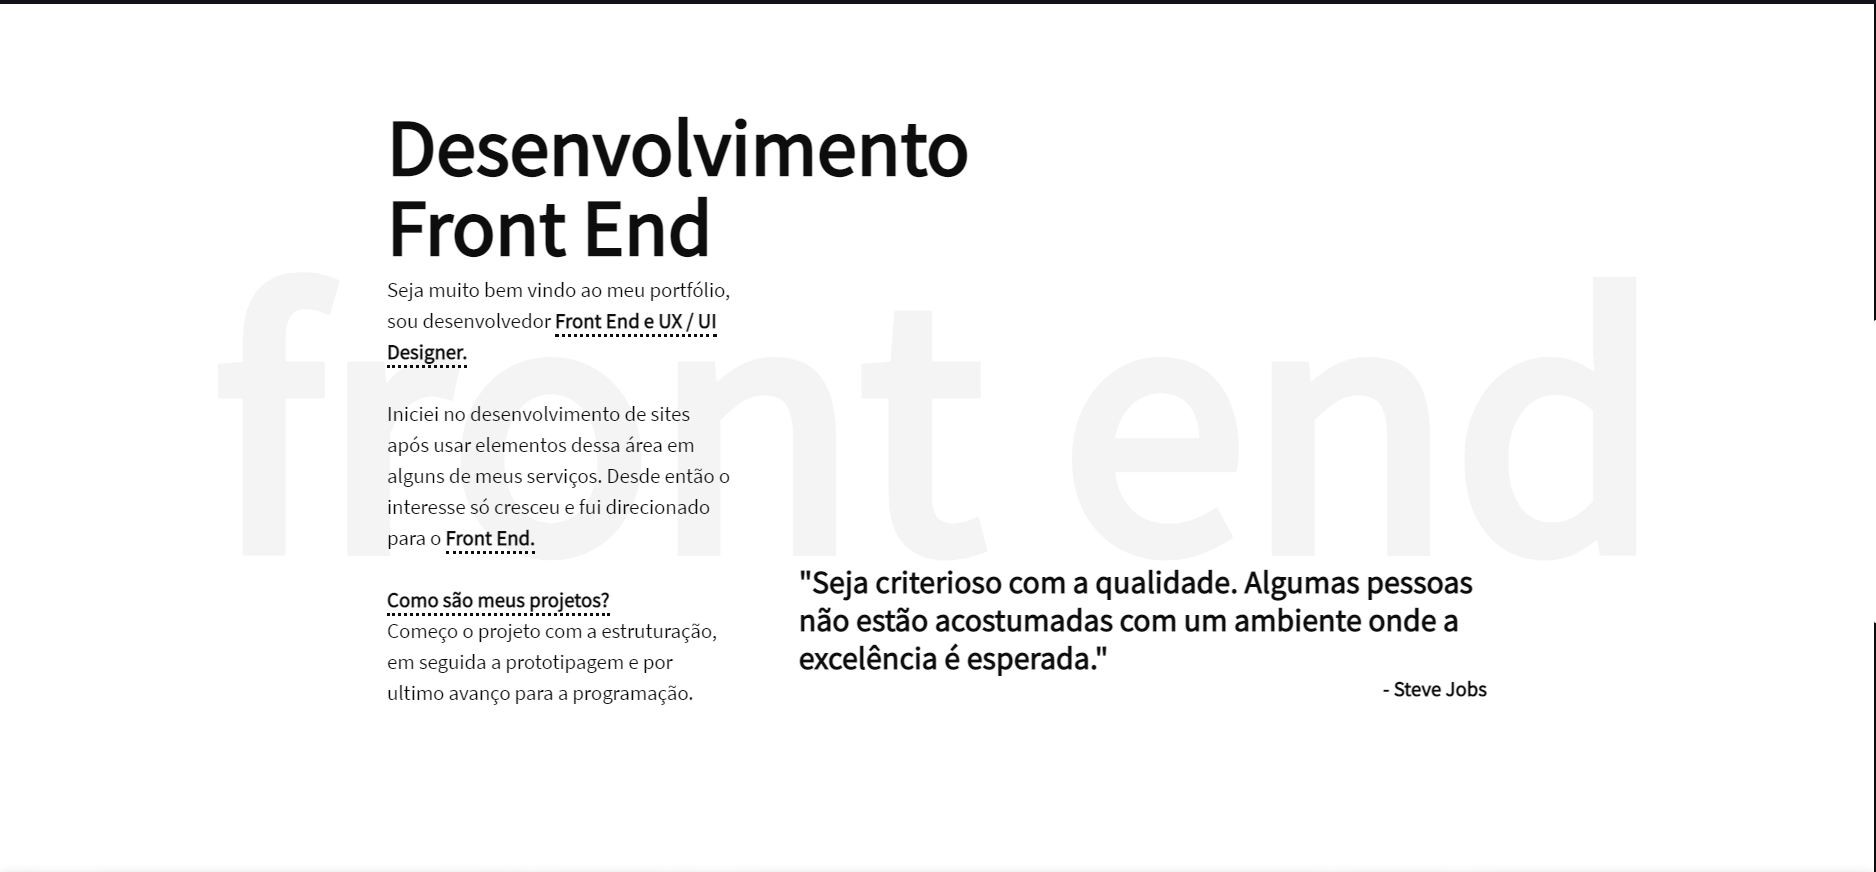 Desenvolvimento
Front End
front end
Seja muito bem vindo ao meu portfólio,
sou desenvolvedor Front End e UX / UI
Designer.
Iniciei no desenvolvimento de sites
após usar elementos dessa área em
alguns de meus serviços. Desde então o
interesse só cresceu e fui direcionado
para o Front End.
Como são meus projetos?
Começo o projeto com a estruturação,
em seguida a prototipagem e por
ultimo avanço para a programação.
"Seja criterioso com a qualidade. Algumas pessoas
não estão acostumadas com um ambiente onde a
excelência é esperada."
- Steve Jobs